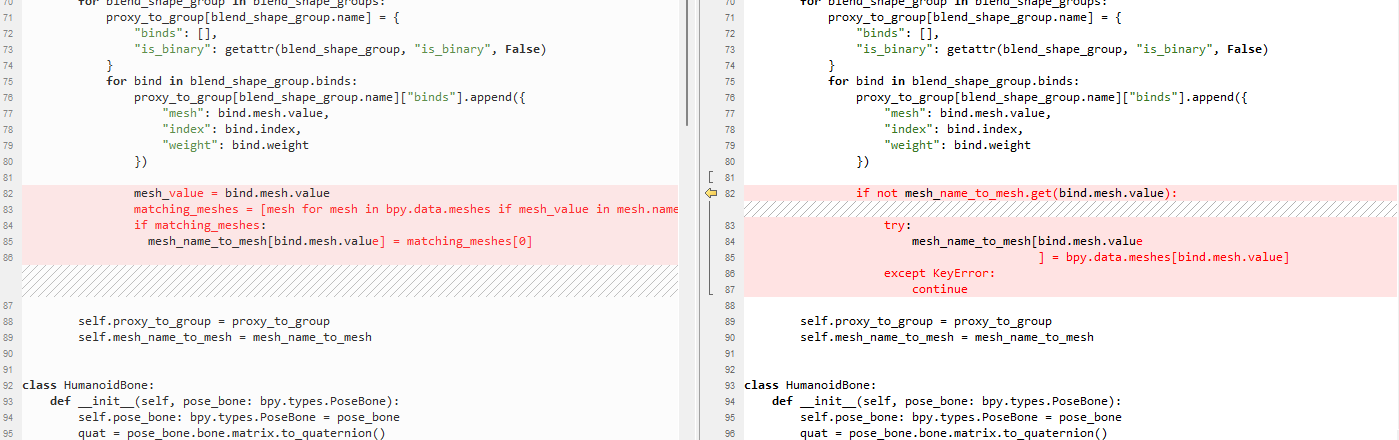 70 for blend_shape_group in blend_shape_groups:
71 proxy_to_group[blend_shape_group.name] = {
72 "binds": [],
73 "is_binary": getattr(blend_shape_group, "is_binary", False)
74 }
75 for bind in blend_shape_group.binds:
76 proxy_to_group[blend_shape_group.name]["binds"].append({
77 "mesh": bind.mesh.value,
78 "index": bind.index,
79 "weight": bind.weight
80 })
81
82 mesh_value = bind.mesh.value
83 matching_meshes = [mesh for mesh in bpy.data.meshes if mesh_value in mesh.name
84 if matching_meshes:
85 mesh_name_to_mesh[bind.mesh.value] = matching_meshes[0]
86
87
88 self.proxy_to_group = proxy_to_group
89 self.mesh_name_to_mesh = mesh_name_to_mesh
90
91
92 class HumanoidBone:
93 def __init__(self, pose_bone: bpy.types.PoseBone):
94 self.pose_bone: bpy.types.PoseBone = pose_bone
95 quat = pose_bone.bone.matrix.to_quaternion()
70 for blend_shape_group in blend_shape_groups:
71 proxy_to_group[blend_shape_group.name] = {
72 "binds": [],
73 "is_binary": getattr(blend_shape_group, "is_binary", False)
74 }
75 for bind in blend_shape_group.binds:
76 proxy_to_group[blend_shape_group.name]["binds"].append({
77 "mesh": bind.mesh.value,
78 "index": bind.index,
79 "weight": bind.weight
80 })
81
82 if not mesh_name_to_mesh.get(bind.mesh.value):
83 try:
84 mesh_name_to_mesh[bind.mesh.value
85 ] = bpy.data.meshes[bind.mesh.value]
86 except KeyError:
87 continue
88
89 self.proxy_to_group = proxy_to_group
90 self.mesh_name_to_mesh = mesh_name_to_mesh
91
92
93 class HumanoidBone:
94 def __init__(self, pose_bone: bpy.types.PoseBone):
95 self.pose_bone: bpy.types.PoseBone = pose_bone
96 quat = pose_bone.bone.matrix.to_quaternion()